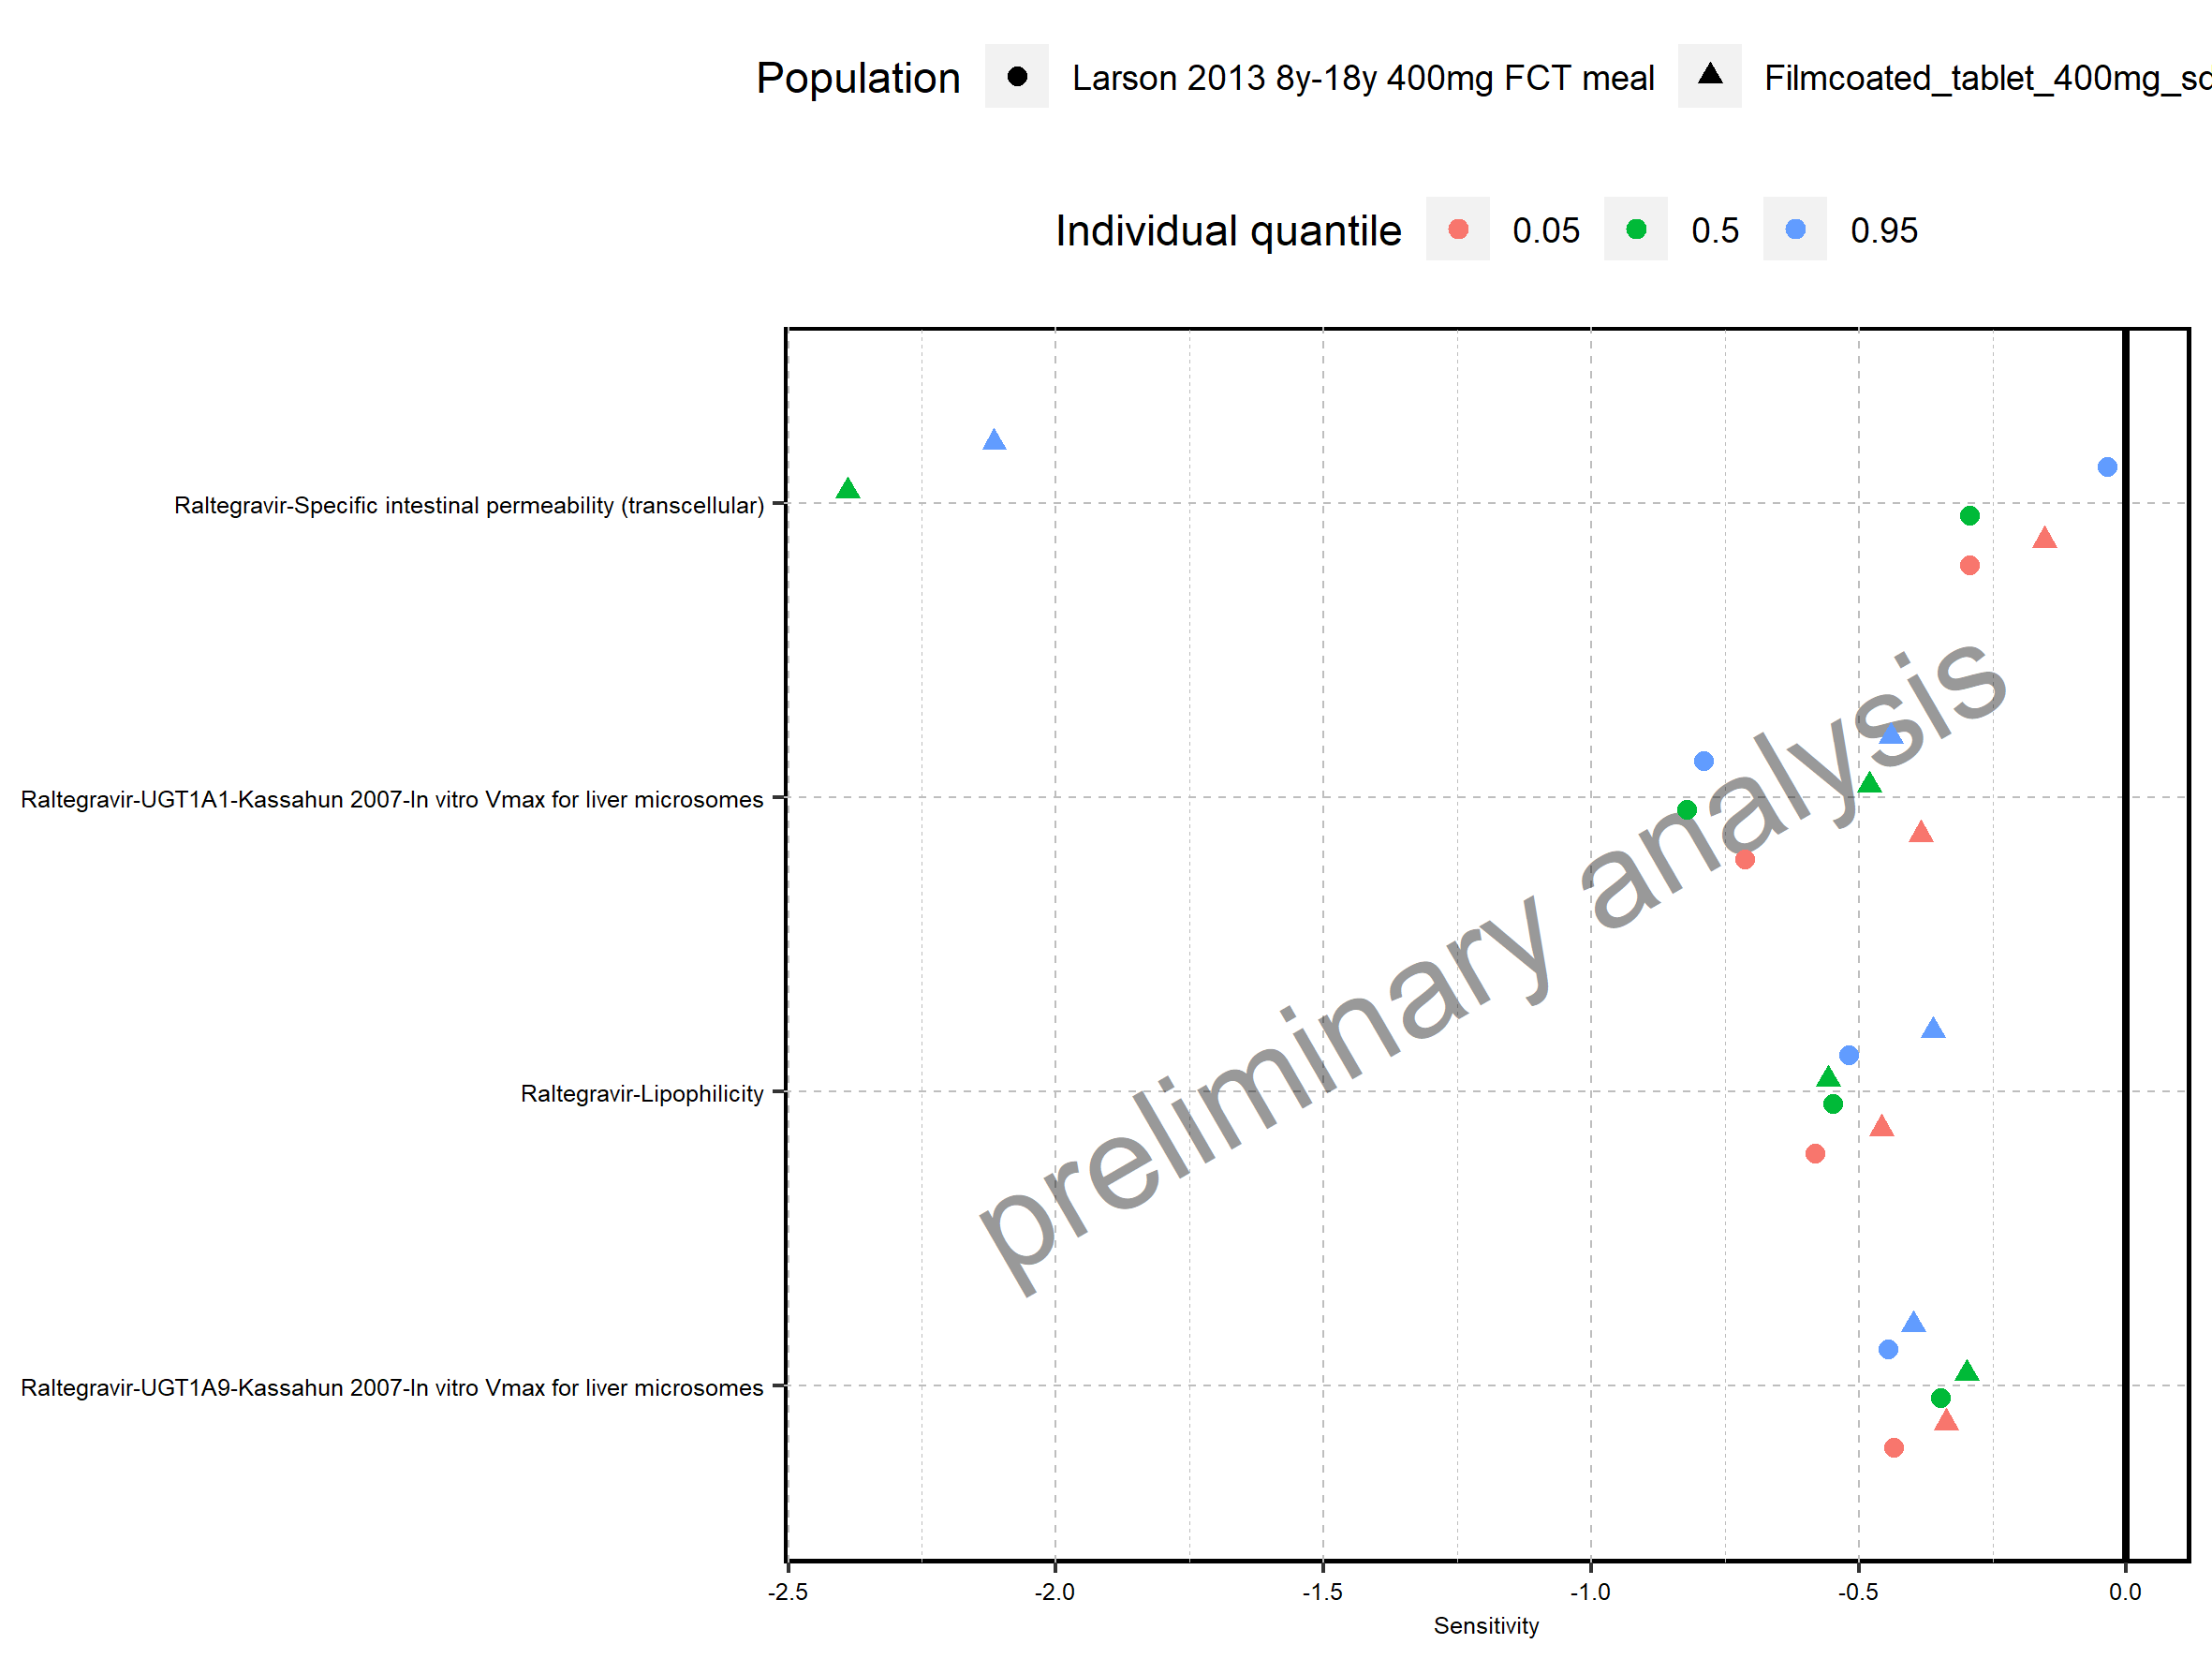 Population Larson 2013 8y-18y 400mg FCT meal Filmcoated_tablet_400mg_sd
Individual quantile 0.05 0.5 0.95
Raltegravir-Specific intestinal permeability (transcellular)
Raltegravir-UGT1A1-Kassahun 2007-In vitro Vmax for liver microsomes
Raltegravir-Lipophilicity
Raltegravir-UGT1A9-Kassahun 2007-In vitro Vmax for liver microsomes
preliminary analysis
-2.5 -2.0 -1.5 -1.0 -0.5 0.0
Sensitivity